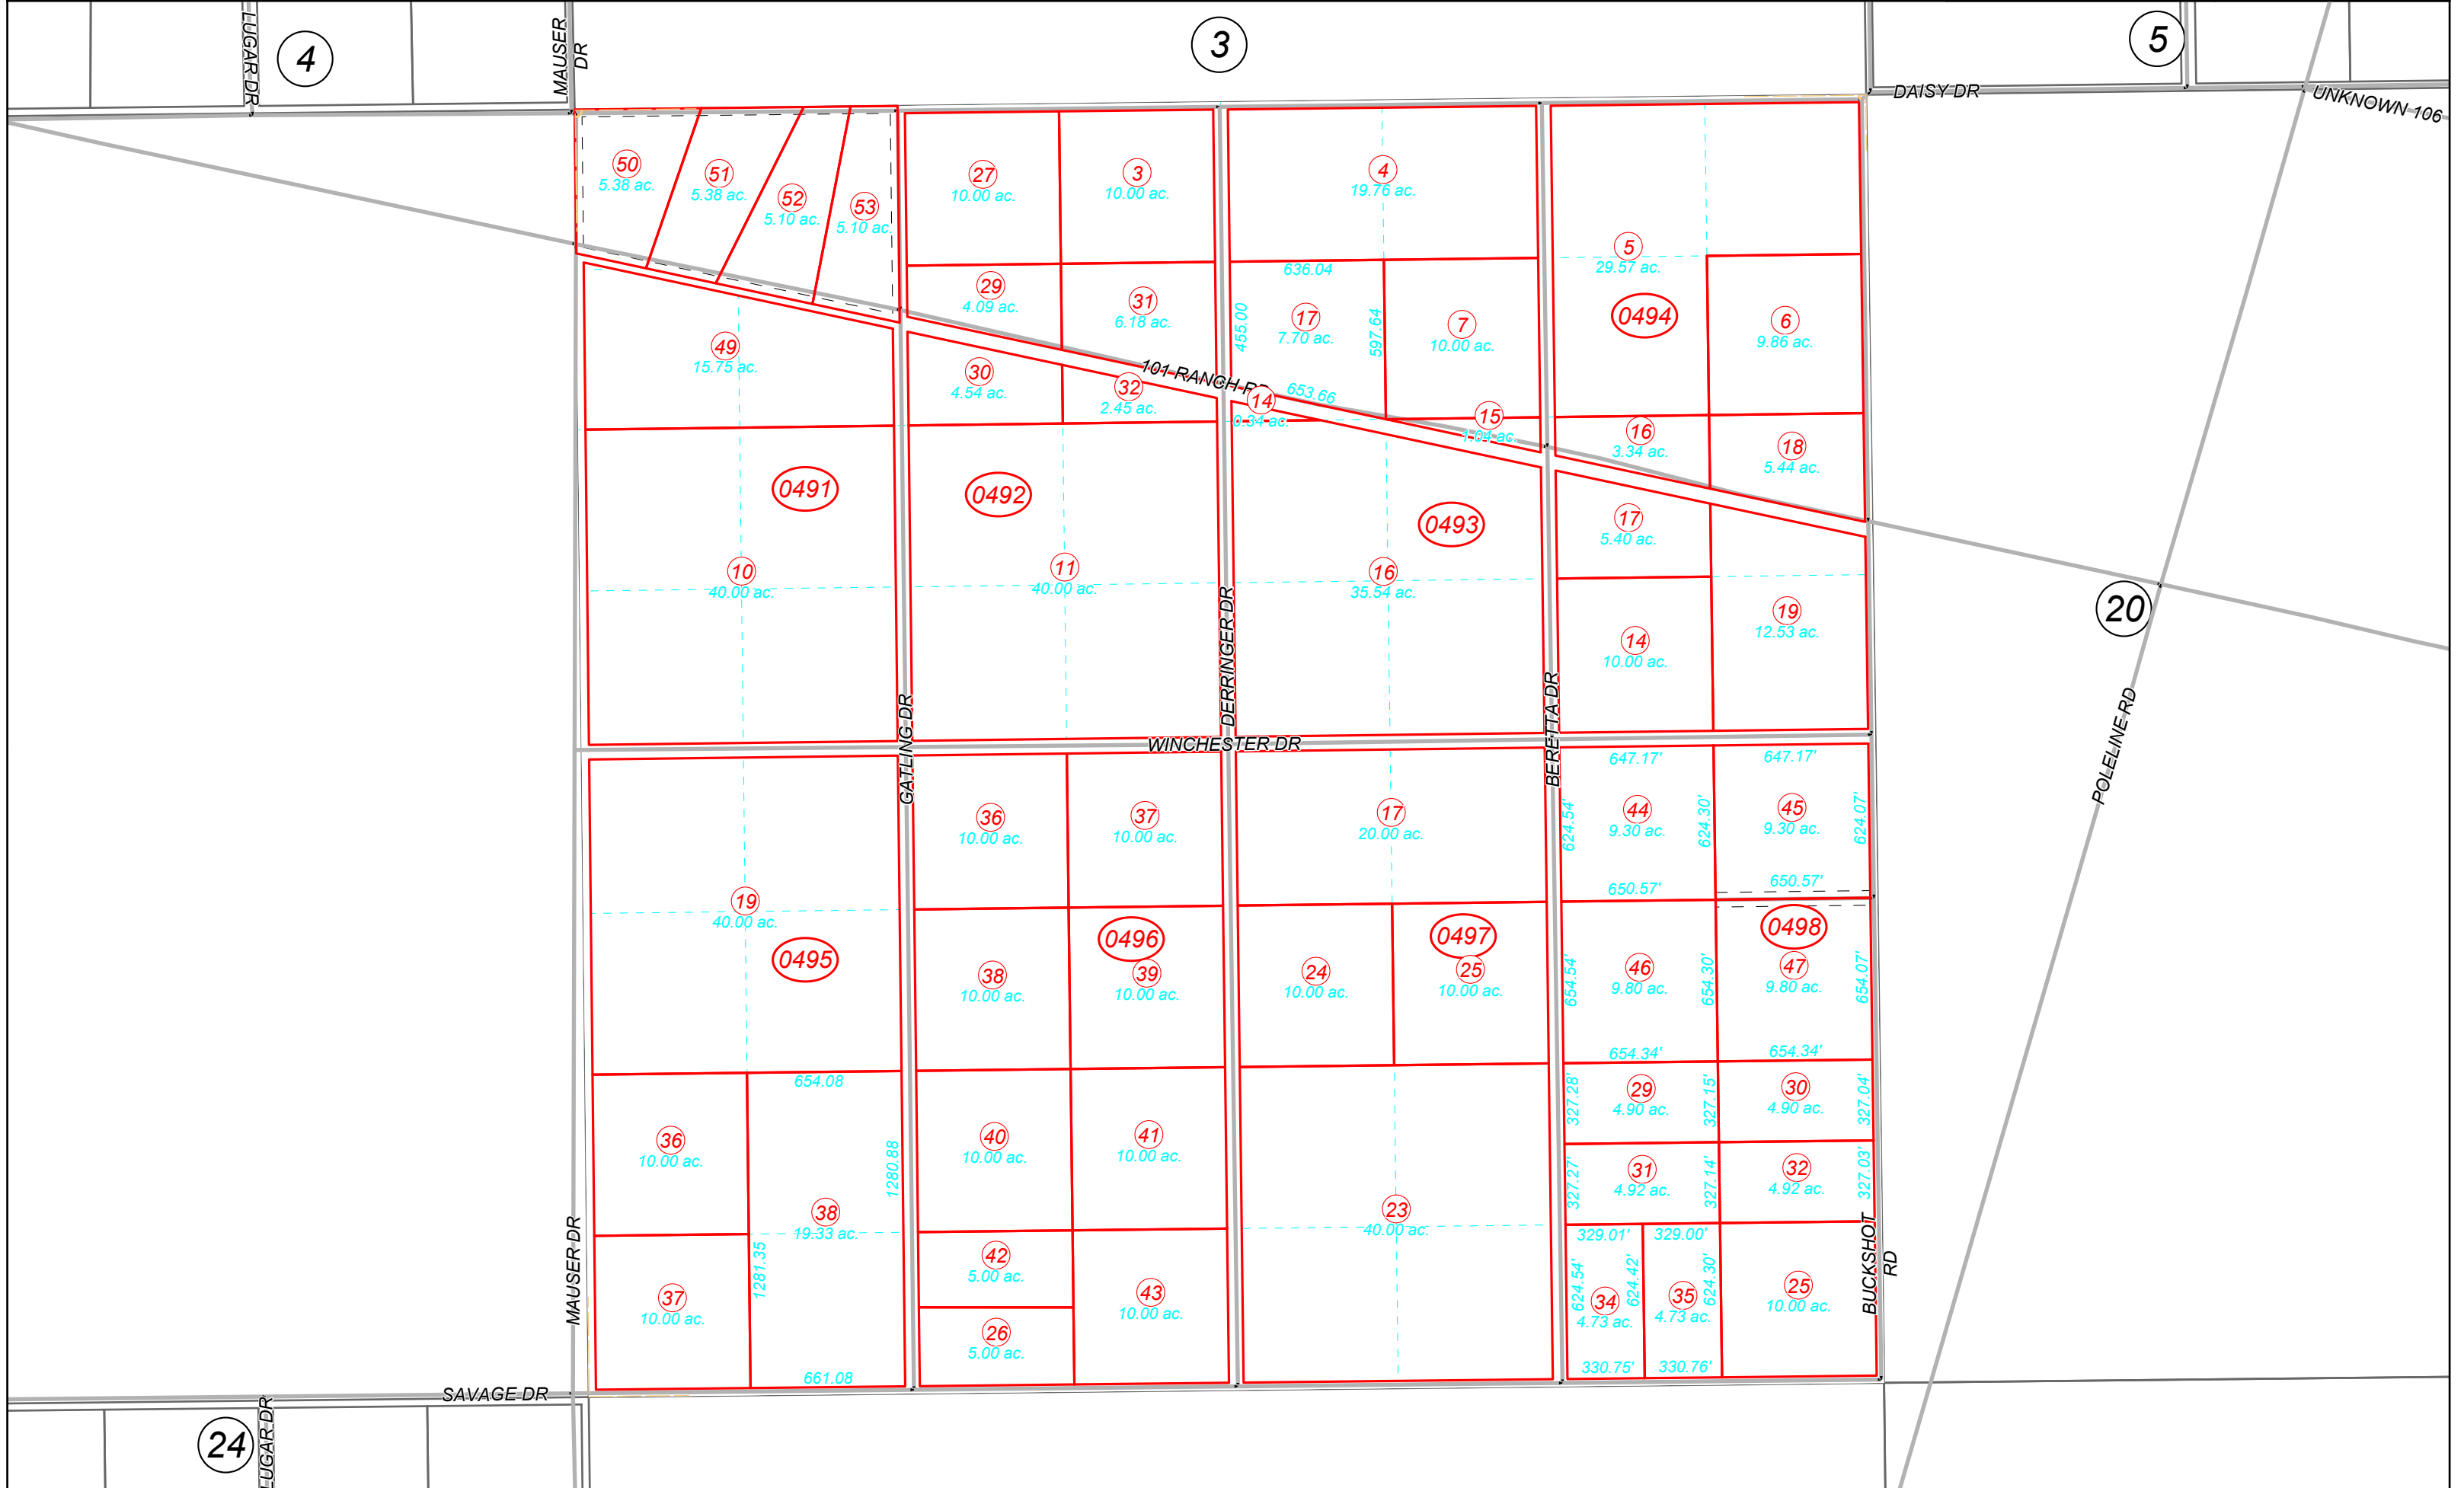 LUGAR DR
4
MAUSER
DR
3
5
DAISY DR
UNKNOWN 106
50
5.38 ac.
51
5.38 ac.
52
5.10 ac.
53
5.10 ac.
27
10.00 ac.
3
10.00 ac.
4
19.76 ac.
5
29.57 ac.
0494
6
9.86 ac.
29
4.09 ac.
31
6.18 ac.
636.04
455.00
17
7.70 ac.
597.64
7
10.00 ac.
49
15.75 ac.
30
4.54 ac.
32
2.45 ac.
101 RANCH RD
653.66
14
0.34 ac.
15
1.04 ac.
16
3.34 ac.
18
5.44 ac.
0491
0492
0493
17
5.40 ac.
10
40.00 ac.
11
40.00 ac.
16
35.54 ac.
14
10.00 ac.
19
12.53 ac.
20
GATLING DR
DERRINGER DR
BERETTA DR
POLELINE RD
WINCHESTER DR
36
10.00 ac.
37
10.00 ac.
17
20.00 ac.
647.17'
647.17'
624.54'
44
9.30 ac.
624.30'
45
9.30 ac.
624.07'
650.57'
650.57'
19
40.00 ac.
0495
0496
0497
0498
38
10.00 ac.
39
10.00 ac.
24
10.00 ac.
25
10.00 ac.
654.54'
46
9.80 ac.
654.30'
47
9.80 ac.
654.07'
654.34'
654.34'
654.08
327.28'
29
4.90 ac.
327.15'
30
4.90 ac.
327.04'
36
10.00 ac.
1280.88
40
10.00 ac.
41
10.00 ac.
327.27'
31
4.92 ac.
327.14'
32
4.92 ac.
327.03'
38
19.33 ac.
23
40.00 ac.
329.01'
329.00'
MAUSER DR
37
10.00 ac.
1281.35
42
5.00 ac.
43
10.00 ac.
26
5.00 ac.
624.54'
34
4.73 ac.
624.42'
35
4.73 ac.
624.30'
25
10.00 ac.
BUCKSHOT
RD
661.08
330.75'
330.76'
SAVAGE DR
24
LUGAR DR